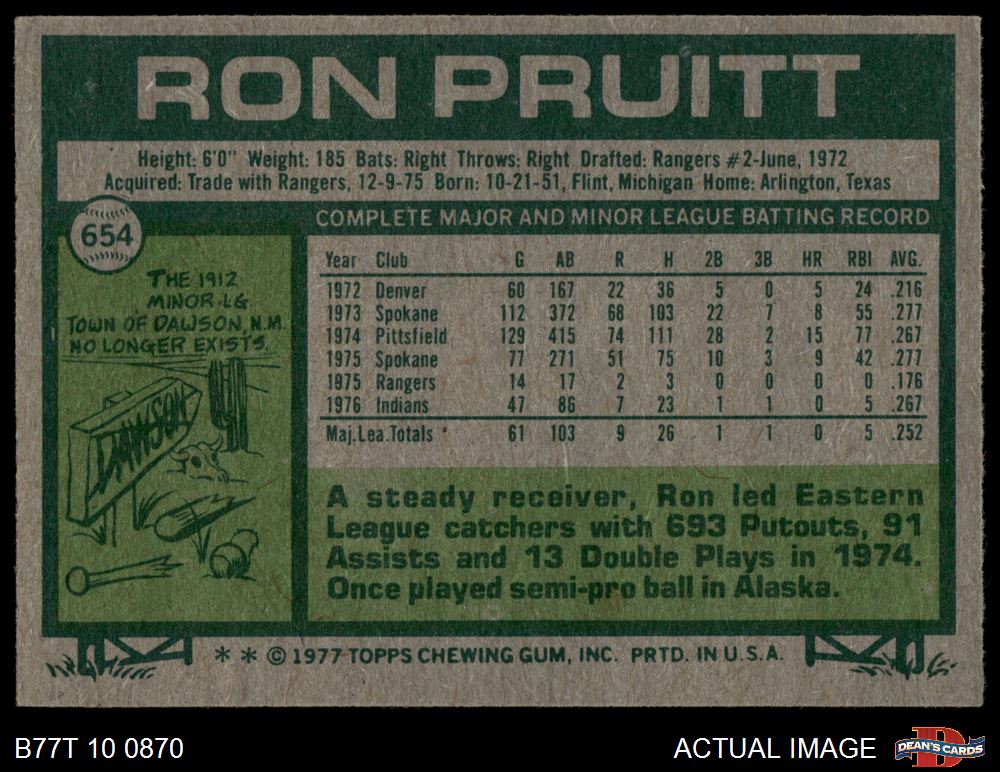 RON PRUITT
Height: 6'0" Weight: 185 Bats: Right Throws: Right Drafted: Rangers #2-June, 1972
Acquired: Trade with Rangers, 12-9-75 Born: 10-21-51, Flint, Michigan Home: Arlington, Texas
654
THE 1912
MINOR-LG.
TOWN OF DAWSON, N.M.
NO LONGER EXISTS.
DAWSON
COMPLETE MAJOR AND MINOR LEAGUE BATTING RECORD
Year Club G AB R H 2B 3B HR RBI AVG.
1972 Denver 60 167 22 36 5 0 5 24 .216
1973 Spokane 112 372 68 103 22 7 8 55 .277
1974 Pittsfield 129 415 74 111 28 2 15 77 .267
1975 Spokane 77 271 51 75 10 3 9 42 .277
1975 Rangers 14 17 2 3 0 0 0 0 .176
1976 Indians 47 86 7 23 1 1 0 5 .267
Maj.Lea.Totals 61 103 9 26 1 1 0 5 .252
A steady receiver, Ron led Eastern
League catchers with 693 Putouts, 91
Assists and 13 Double Plays in 1974.
Once played semi-pro ball in Alaska.
* * © 1977 TOPPS CHEWING GUM, INC. PRTD. IN U.S.A.
B77T 10 0870
ACTUAL IMAGE
D
DEAN'S CARDS